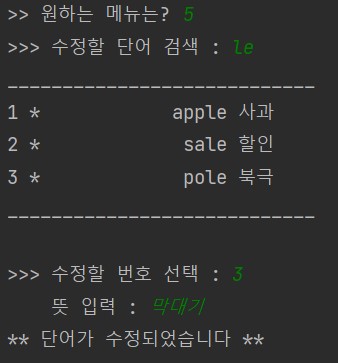 >> 원하는 메뉴는? 5
>>> 수정할 단어 검색 : le
____________________________
1 * apple 사과
2 * sale 할인
3 * pole 북극
____________________________
>>> 수정할 번호 선택 : 3
뜻 입력 : 막대기
** 단어가 수정되었습니다 **